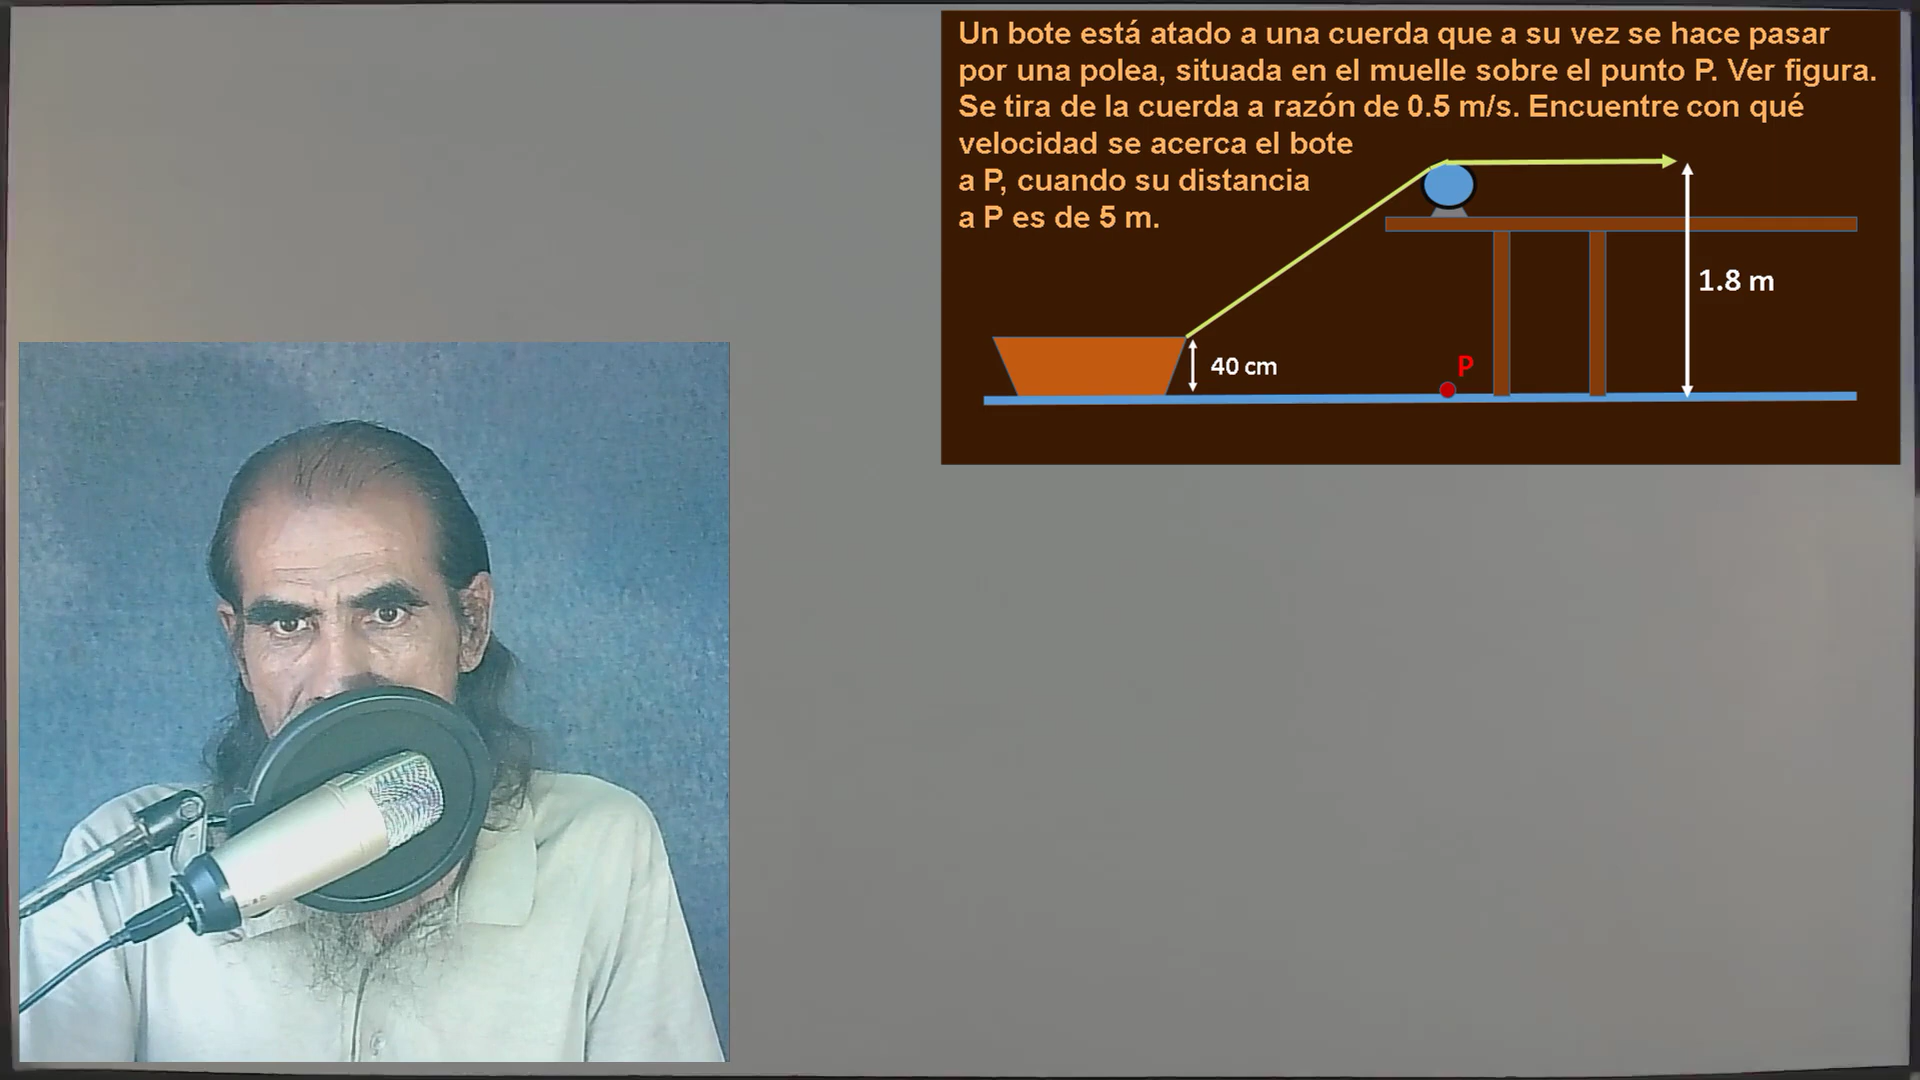 Un bote está atado a una cuerda que a su vez se hace pasar
por una polea, situada en el muelle sobre el punto P. Ver figura.
Se tira de la cuerda a razón de 0.5 m/s. Encuentre con qué
velocidad se acerca el bote
a P, cuando su distancia
a P es de 5 m.
1.8 m
P
40 cm